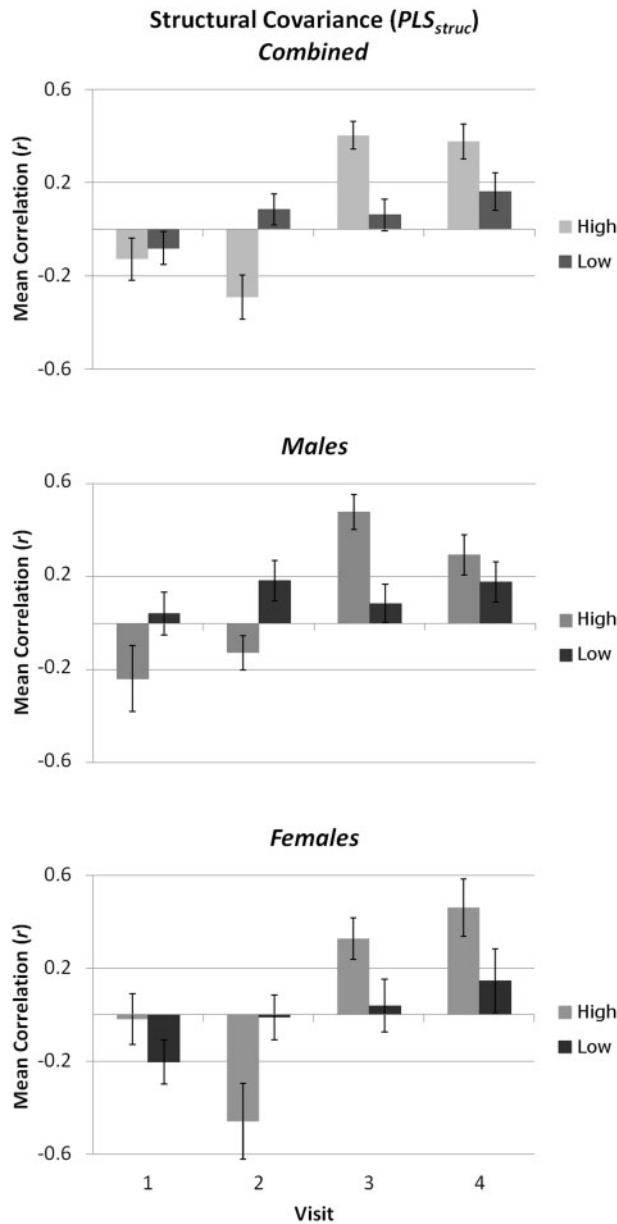 Structural Covariance (PLSstruc)
Combined
Mean Correlation (r)
0.6
0.2
-0.2
-0.6
High
Low
Males
Mean Correlation (r)
0.6
0.2
-0.2
-0.6
High
Low
Females
Mean Correlation (r)
0.6
0.2
-0.2
-0.6
High
Low
1 2 3 4
Visit